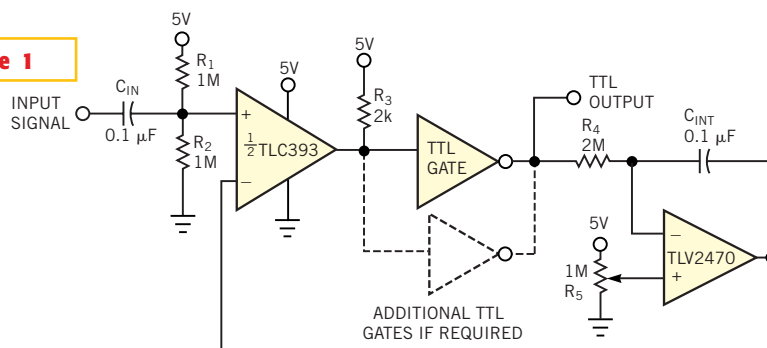 e 1
5V
R1
1M
5V
5V
TTL
OUTPUT
CIN
INPUT
SIGNAL
0.1 µF
R3
2k
R4
2M
CINT
0.1 µF
R2
1M
+
½TLC393
−
TTL
GATE
5V
1M
R5
−
TLV2470
+
ADDITIONAL TTL
GATES IF REQUIRED